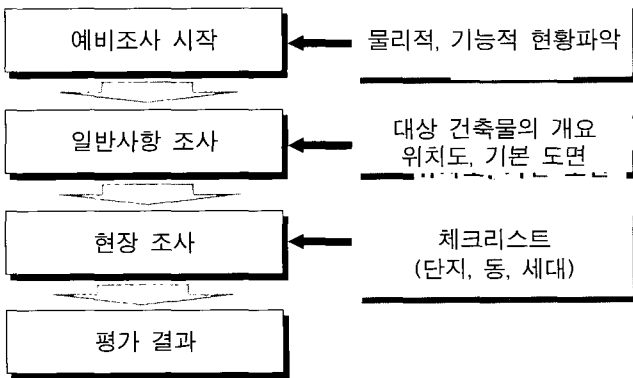 예비조사 시작
물리적, 기능적 현황파악
일반사항 조사
대상 건축물의 개요
위치도, 기본 도면
현장 조사
체크리스트
(단지, 동, 세대)
평가 결과